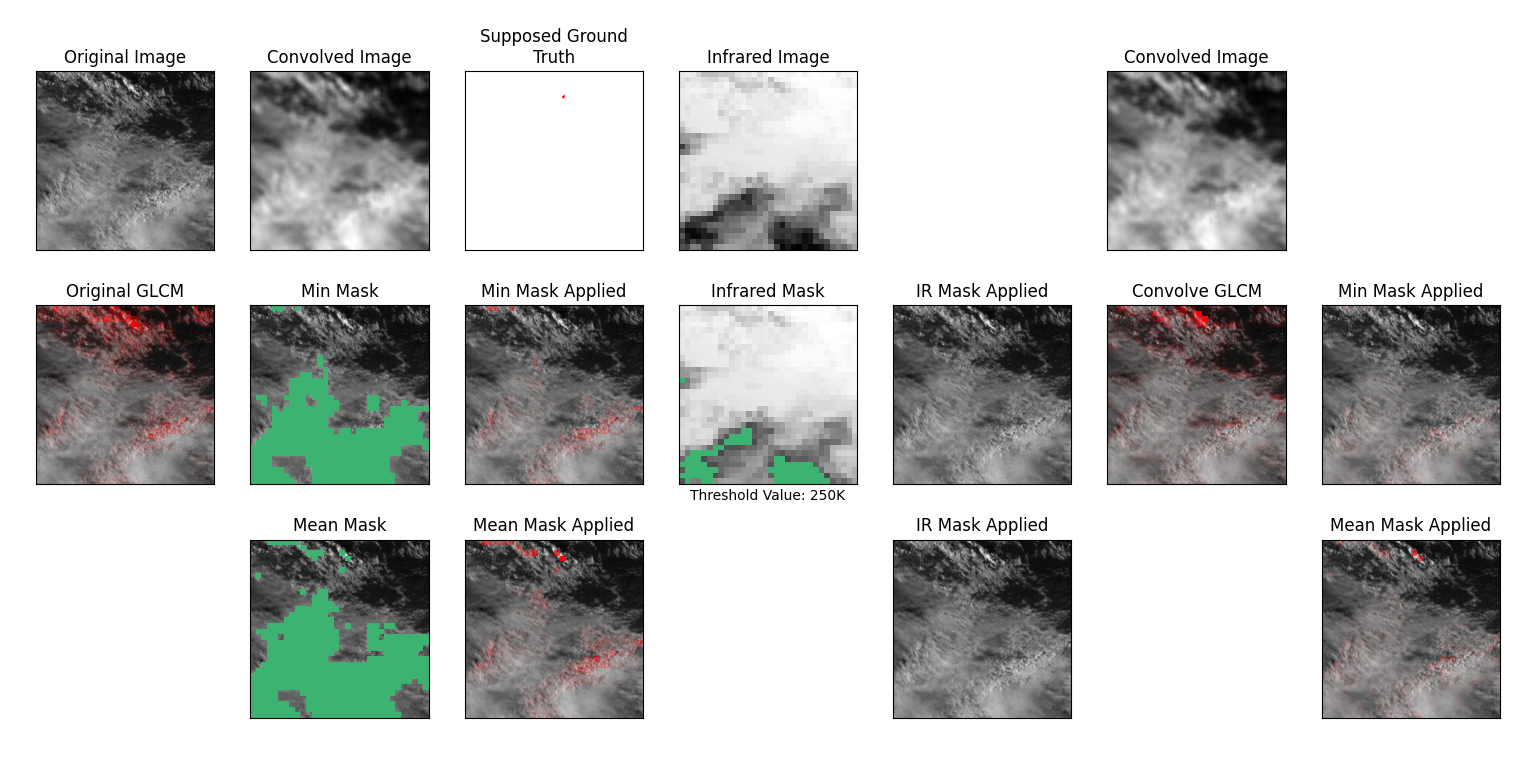 Original Image
Convolved Image
Supposed Ground
Truth
Infrared Image
Convolved Image
Original GLCM
Min Mask
Min Mask Applied
Infrared Mask
IR Mask Applied
Convolve GLCM
Min Mask Applied
Threshold Value: 250K
Mean Mask
Mean Mask Applied
IR Mask Applied
Mean Mask Applied